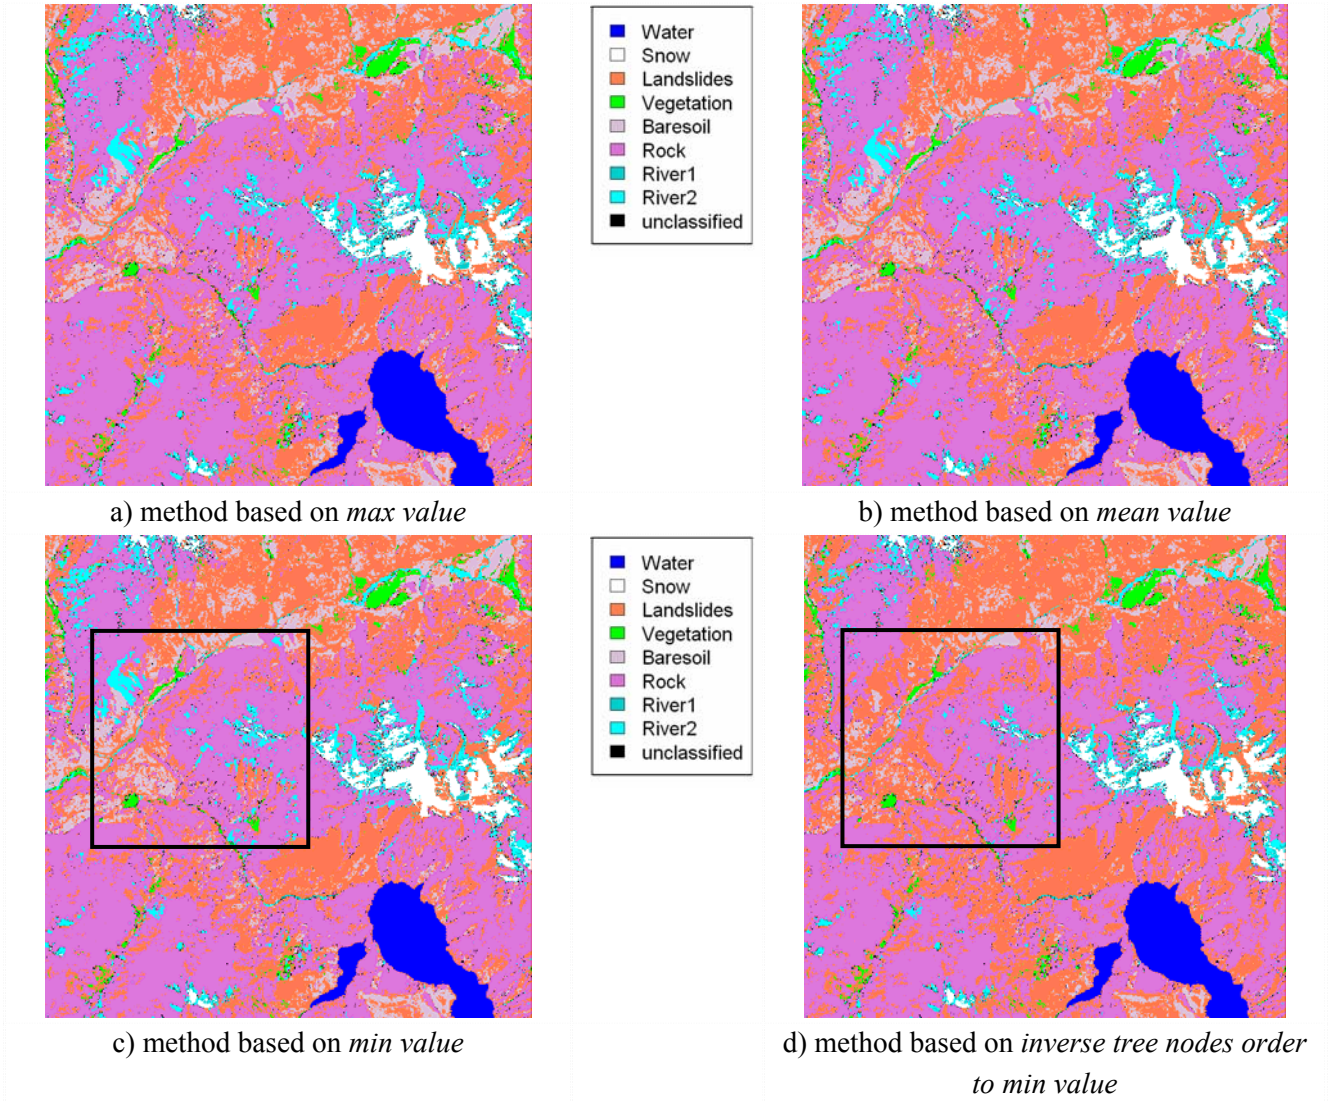 Water
Snow
Landslides
Vegetation
Baresoil
Rock
River1
River2
unclassified
a) method based on max value
b) method based on mean value
Water
Snow
Landslides
Vegetation
Baresoil
Rock
River1
River2
unclassified
c) method based on min value
d) method based on inverse tree nodes order
to min value